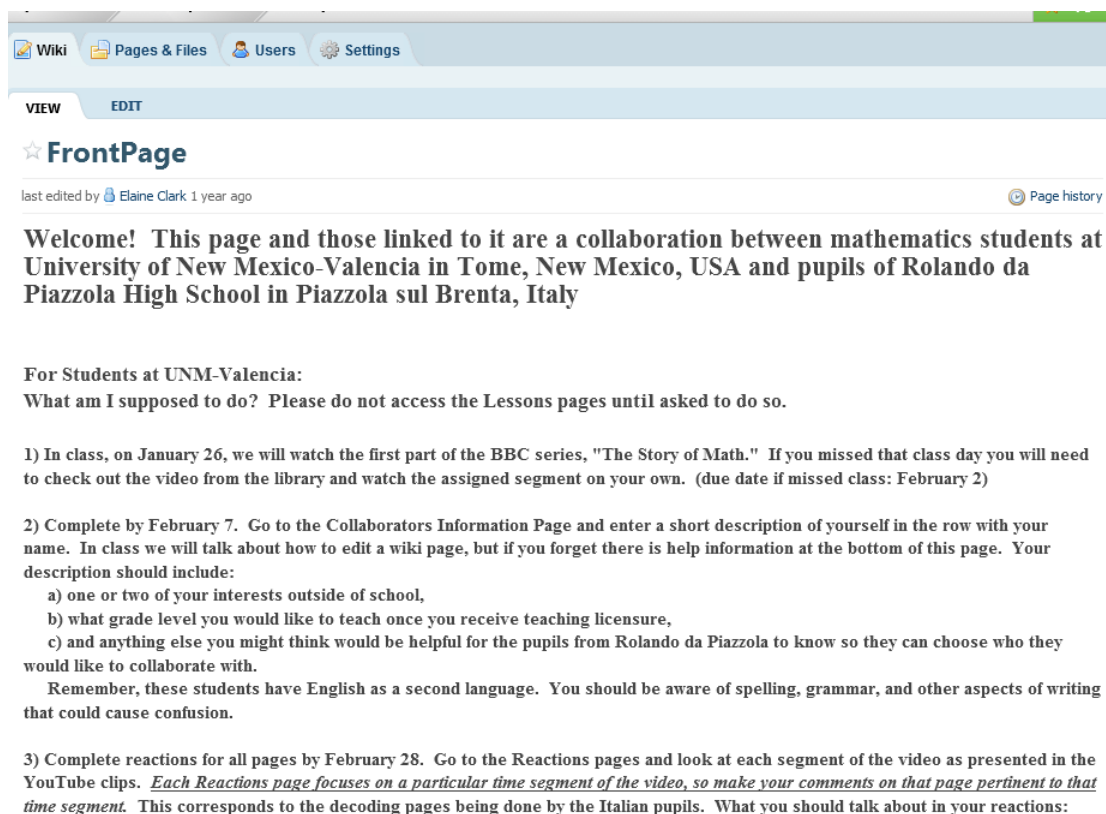 Wiki Pages & Files Users Settings
VIEW EDIT
FrontPage
last edited by Elaine Clark 1 year ago Page history
Welcome! This page and those linked to it are a collaboration between mathematics students at
University of New Mexico-Valencia in Tome, New Mexico, USA and pupils of Rolando da
Piazzola High School in Piazzola sul Brenta, Italy
For Students at UNM-Valencia:
What am I supposed to do? Please do not access the Lessons pages until asked to do so.
1) In class, on January 26, we will watch the first part of the BBC series, "The Story of Math." If you missed that class day you will need
to check out the video from the library and watch the assigned segment on your own. (due date if missed class: February 2)
2) Complete by February 7. Go to the Collaborators Information Page and enter a short description of yourself in the row with your
name. In class we will talk about how to edit a wiki page, but if you forget there is help information at the bottom of this page. Your
description should include:
a) one or two of your interests outside of school,
b) what grade level you would like to teach once you receive teaching licensure,
c) and anything else you might think would be helpful for the pupils from Rolando da Piazzola to know so they can choose who they
would like to collaborate with.
Remember, these students have English as a second language. You should be aware of spelling, grammar, and other aspects of writing
that could cause confusion.
3) Complete reactions for all pages by February 28. Go to the Reactions pages and look at each segment of the video as presented in the
YouTube clips. Each Reactions page focuses on a particular time segment of the video, so make your comments on that page pertinent to that
time segment. This corresponds to the decoding pages being done by the Italian pupils. What you should talk about in your reactions: